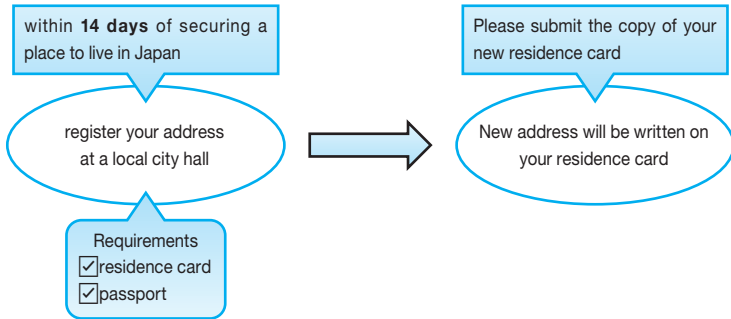 within 14 days of securing a
place to live in Japan
register your address
at a local city hall
Requirements
☑residence card
☑passport
Please submit the copy of your
new residence card
New address will be written on
your residence card